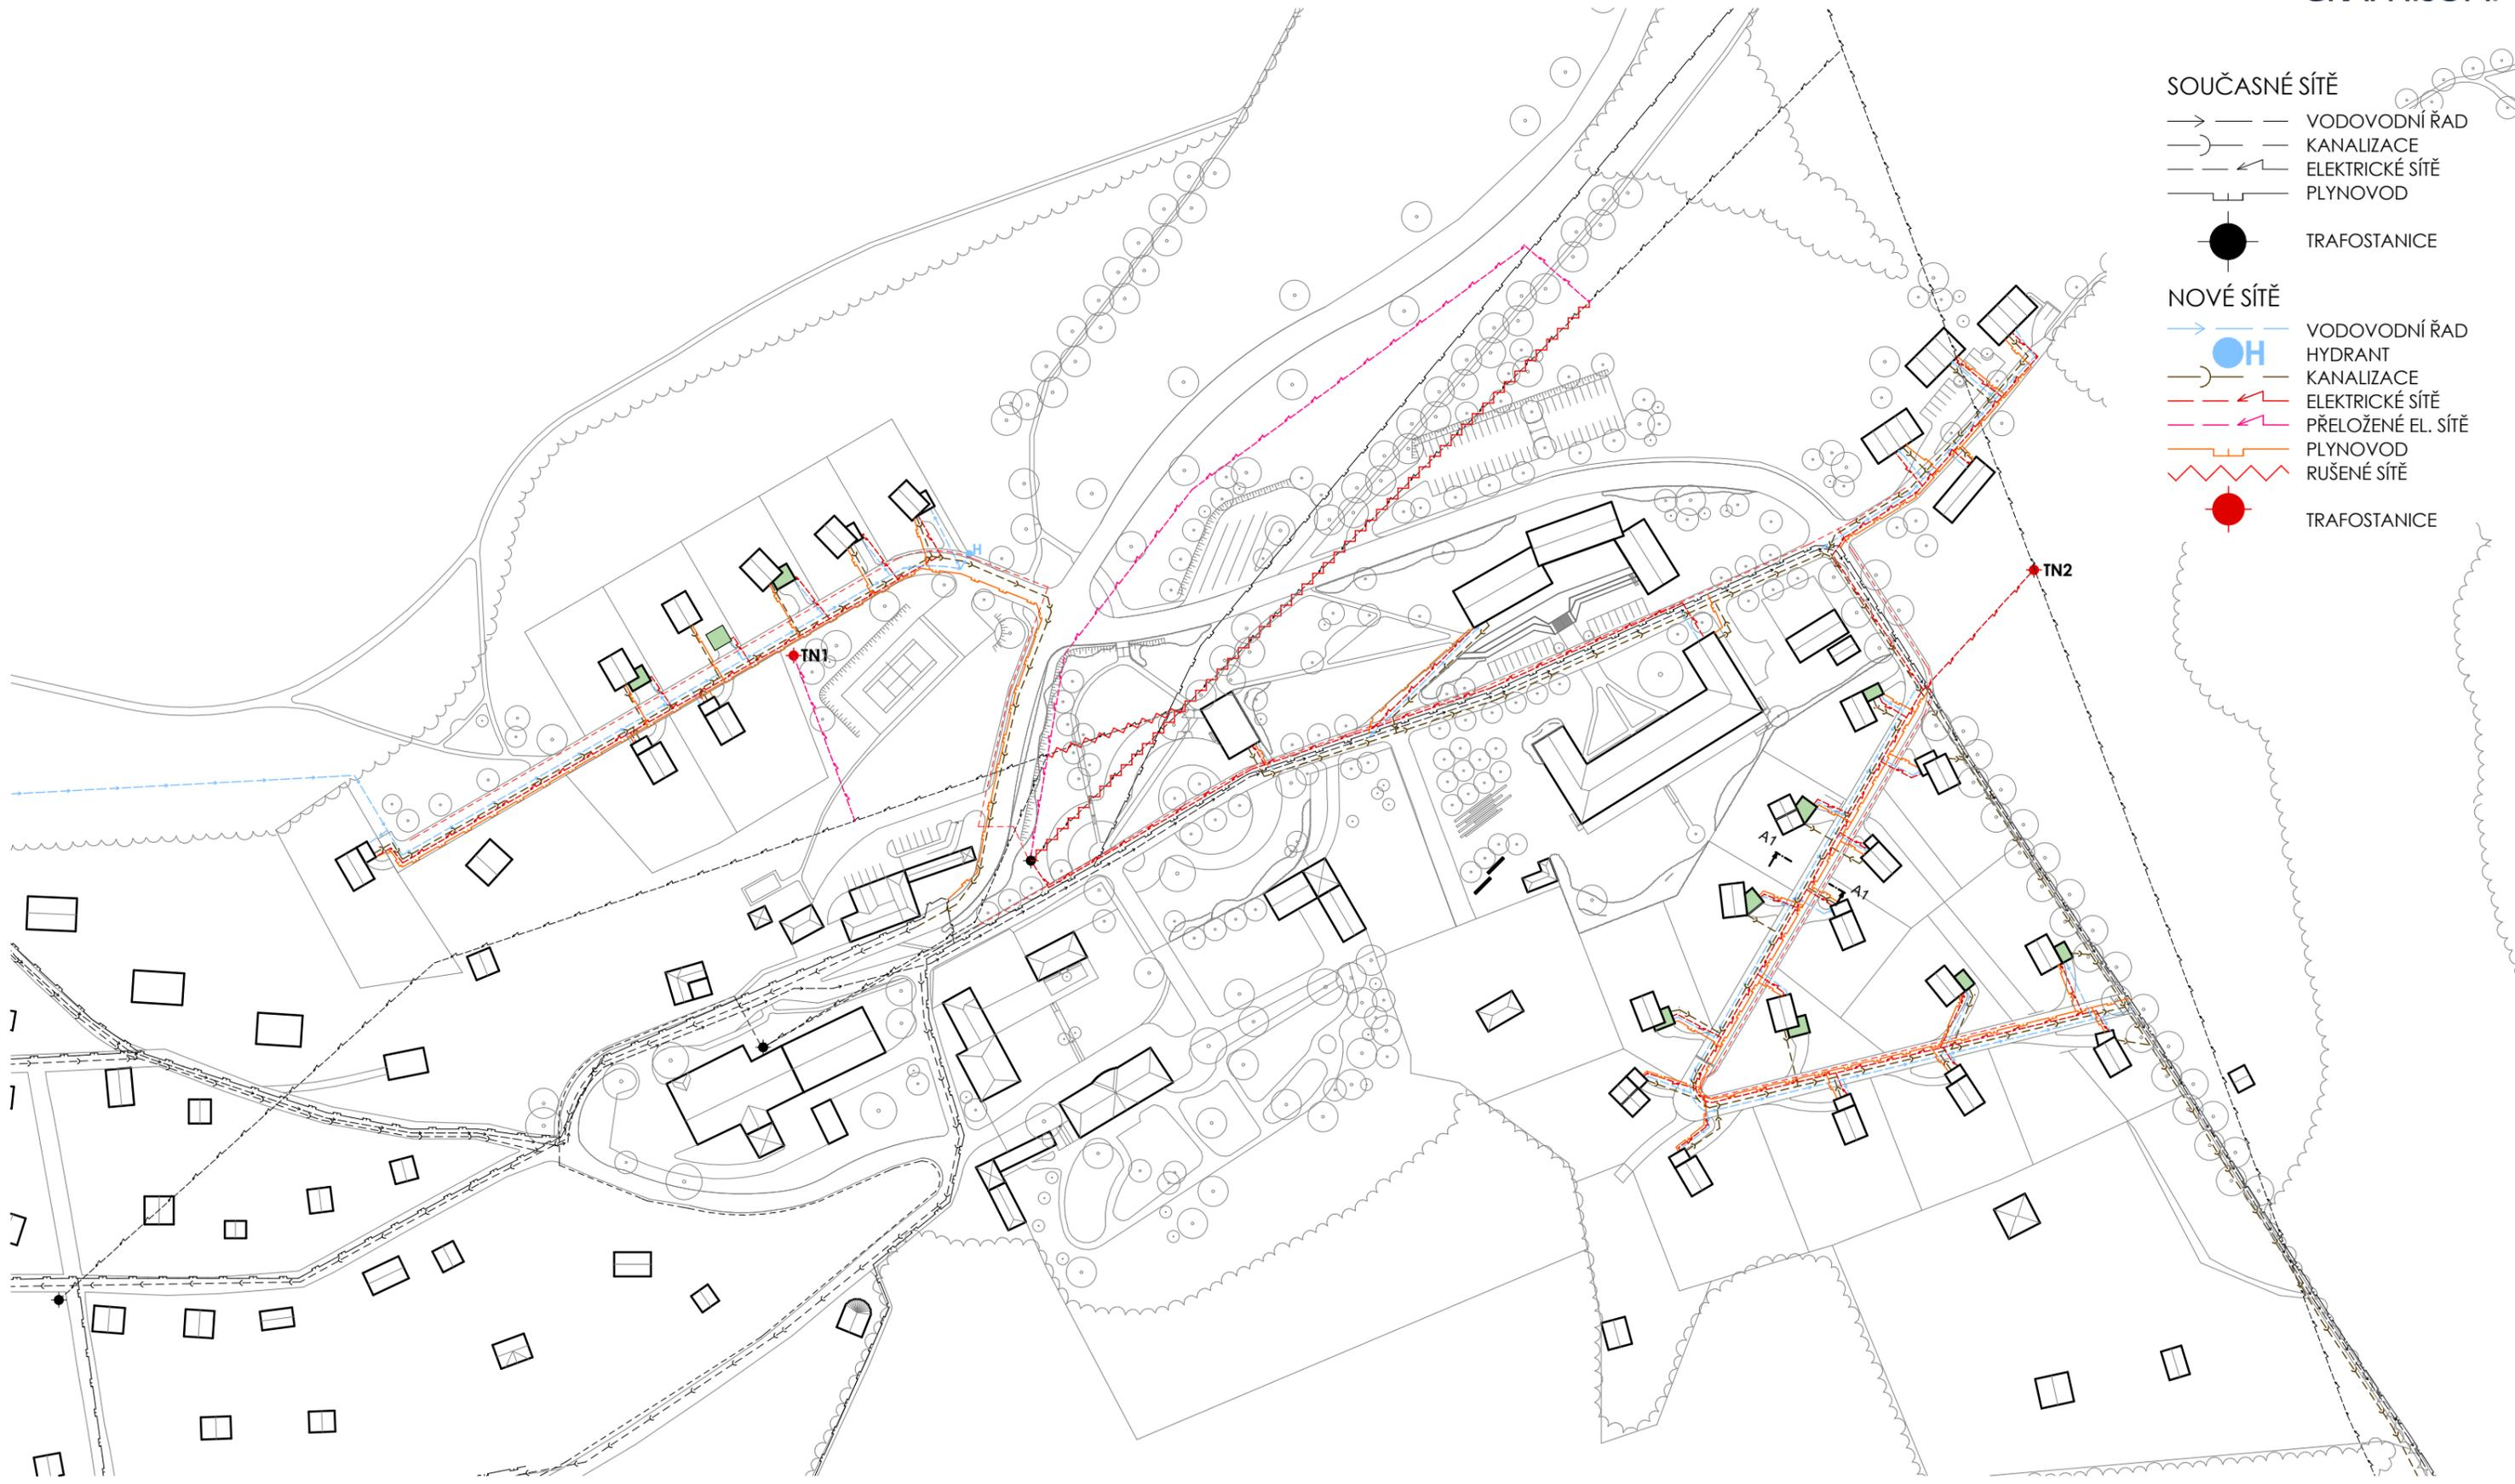 SOUČASNÉ SÍTĚ
VODOVODNÍ ŘAD
KANALIZACE
ELEKTRICKÉ SÍTĚ
PLYNOVOD
TRAFOSTANICE
NOVÉ SÍTĚ
VODOVODNÍ ŘAD
H HYDRANT
KANALIZACE
ELEKTRICKÉ SÍTĚ
PŘELOŽENÉ EL. SÍTĚ
PLYNOVOD
RUŠENÉ SÍTĚ
TRAFOSTANICE
H
TN2
TN1
A1
A1